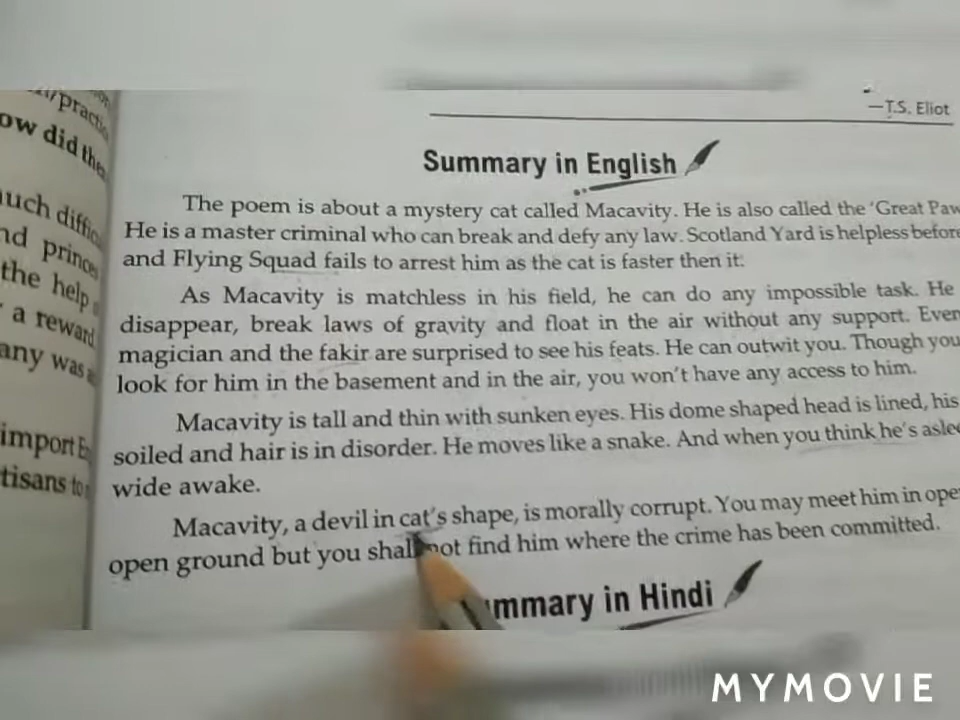 practic
ow did the
uch diffic
nd princes
the help
a reward
any was
import
tisans to
—T.S. Eliot
Summary in English
The poem is about a mystery cat called Macavity. He is also called the 'Great Paw
He is a master criminal who can break and defy any law. Scotland Yard is helpless before
and Flying Squad fails to arrest him as the cat is faster then it.
As Macavity is matchless in his field, he can do any impossible task. He
disappear, break laws of gravity and float in the air without any support. Even
magician and the fakir are surprised to see his feats. He can outwit you. Though you
look for him in the basement and in the air, you won't have any access to him.
Macavity is tall and thin with sunken eyes. His dome shaped head is lined, his
soiled and hair is in disorder. He moves like a snake. And when you think he's aslee
wide awake.
Macavity, a devil in cat's shape, is morally corrupt. You may meet him in ope
open ground but you shall not find him where the crime has been committed.
mmary in Hindi
MYMOVIE